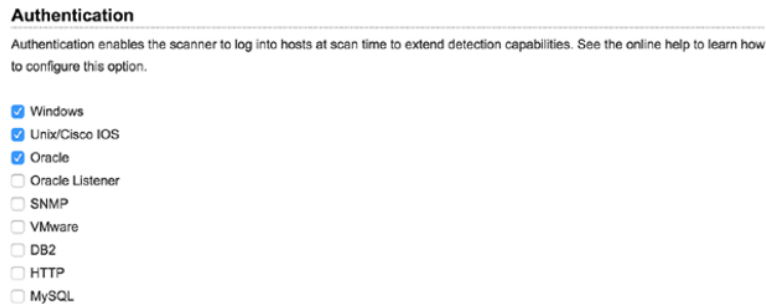 Authentication
Authentication enables the scanner to log into hosts at scan time to extend detection capabilities. See the online help to learn how
to configure this option.
Windows
Unix/Cisco IOS
Oracle
Oracle Listener
SNMP
VMware
DB2
HTTP
MySQL